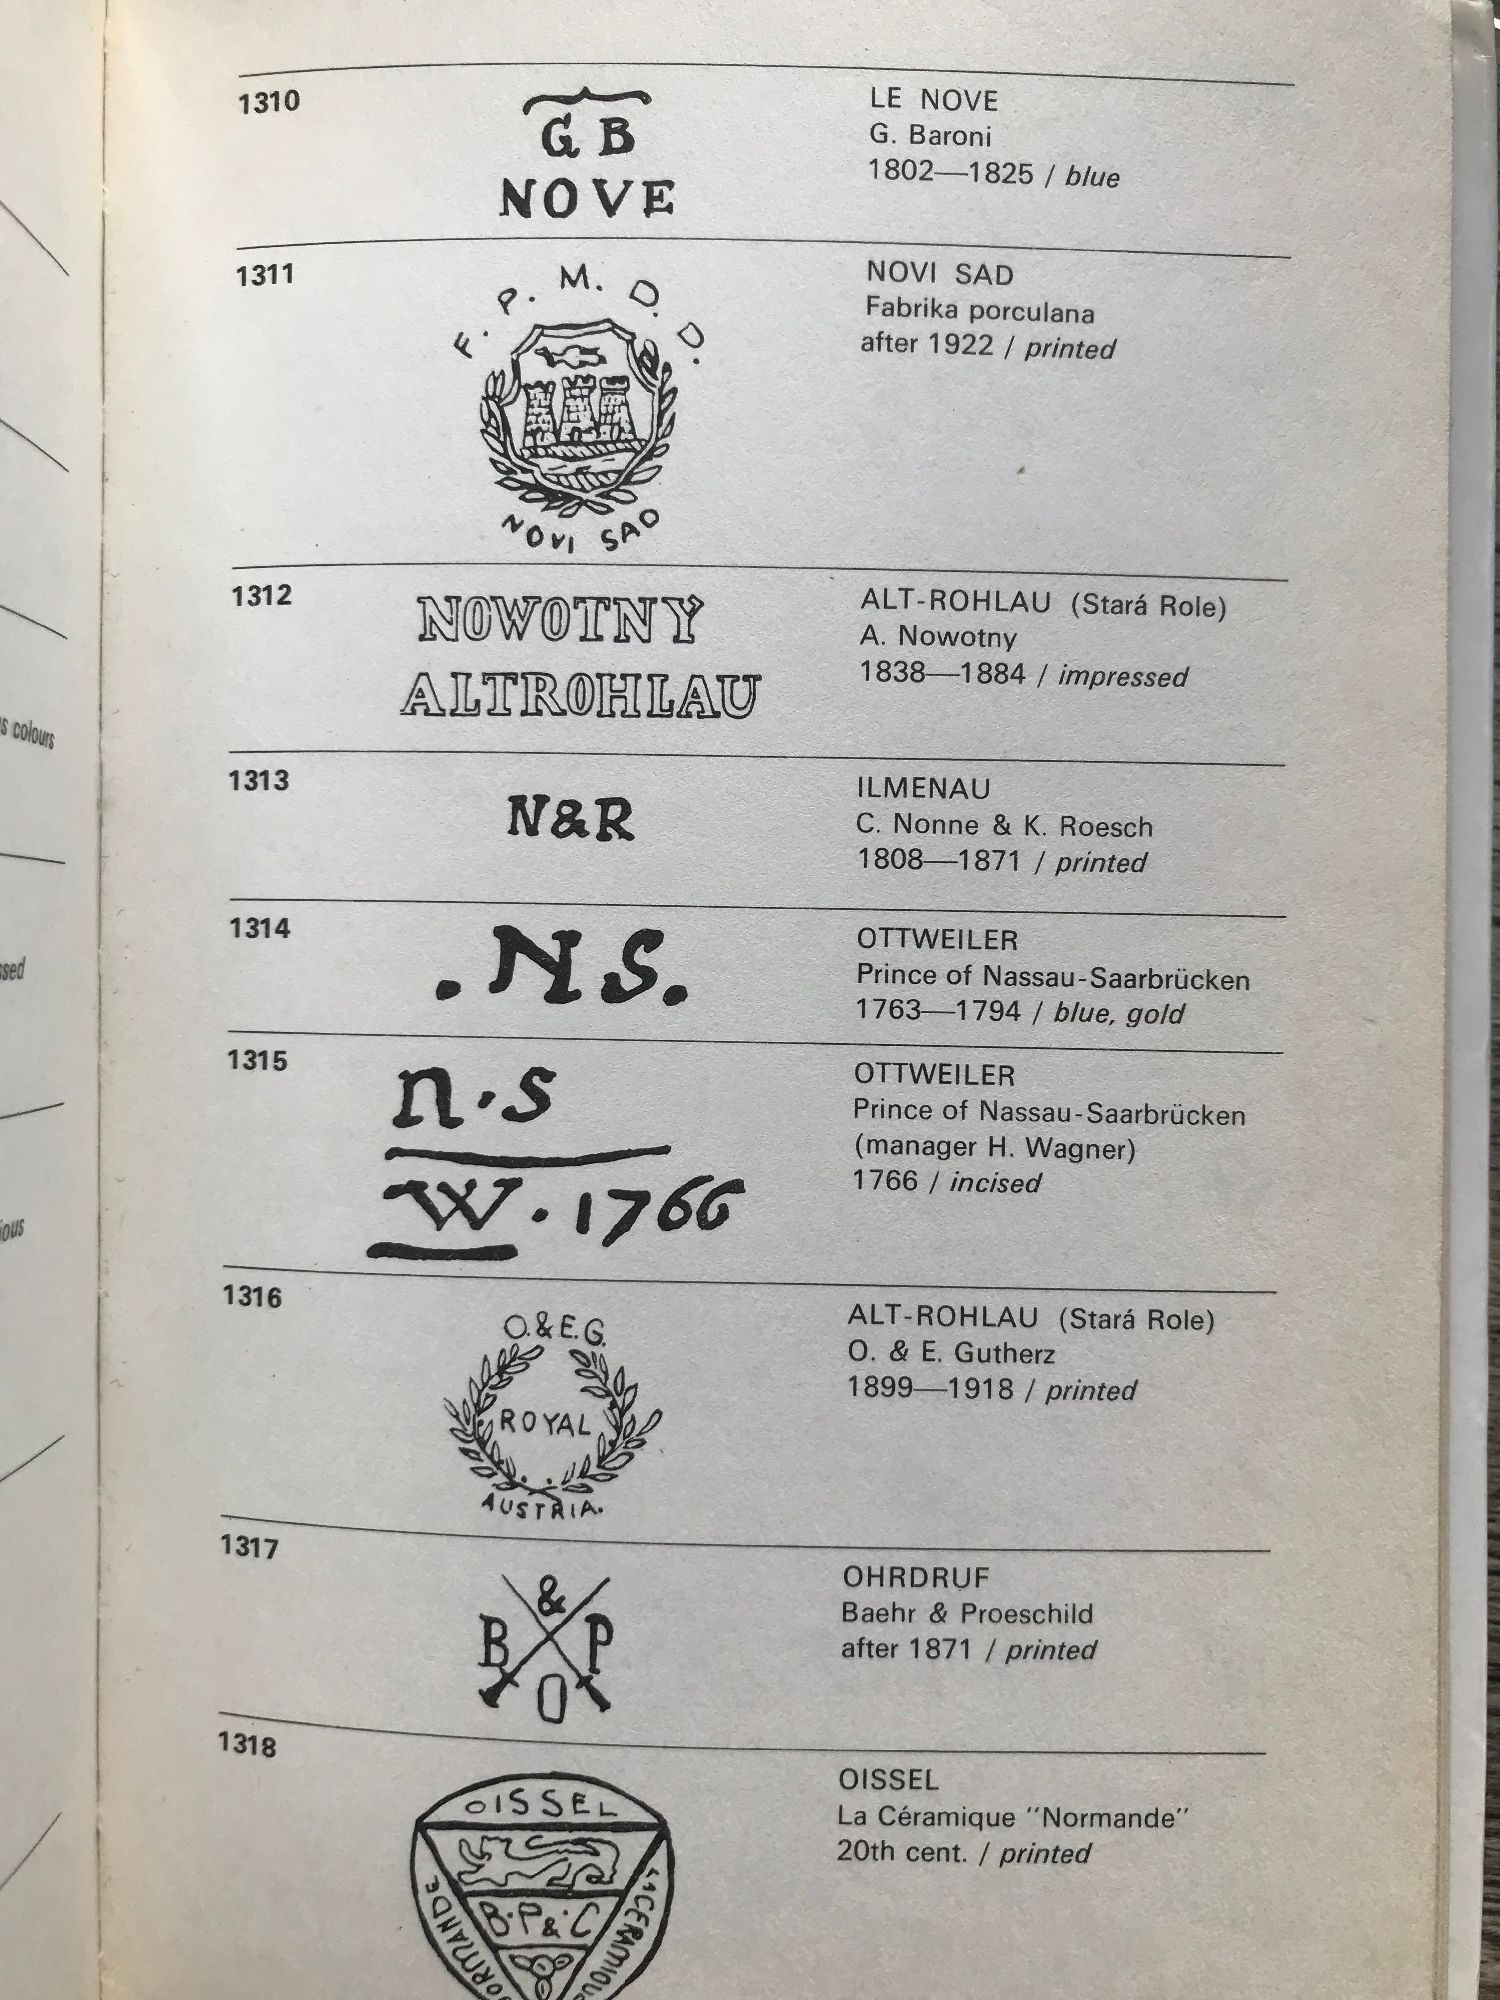 s colours
1310
G B
NOVE
LE NOVE
G. Baroni
1802—1825 / blue
1311
F. P. M. D. D.
NOVI SAD
NOVI SAD
Fabrika porculana
after 1922 / printed
1312
NOWOTNY
ALTROHLAU
ALT-ROHLAU (Stará Role)
A. Nowotny
1838—1884 / impressed
1313
N&R
ILMENAU
C. Nonne & K. Roesch
1808—1871 / printed
1314
.NS.
OTTWEILER
Prince of Nassau-Saarbrücken
1763—1794 / blue, gold
1315
n·s
W·1766
OTTWEILER
Prince of Nassau-Saarbrücken
(manager H. Wagner)
1766 / incised
1316
O.&E.G.
ROYAL
AUSTRIA.
ALT-ROHLAU (Stará Role)
O. & E. Gutherz
1899—1918 / printed
1317
&
B P
O
OHRDRUF
Baehr & Proeschild
after 1871 / printed
1318
OISSEL
B·P&·C
OISSEL
La Céramique "Normande"
20th cent. / printed